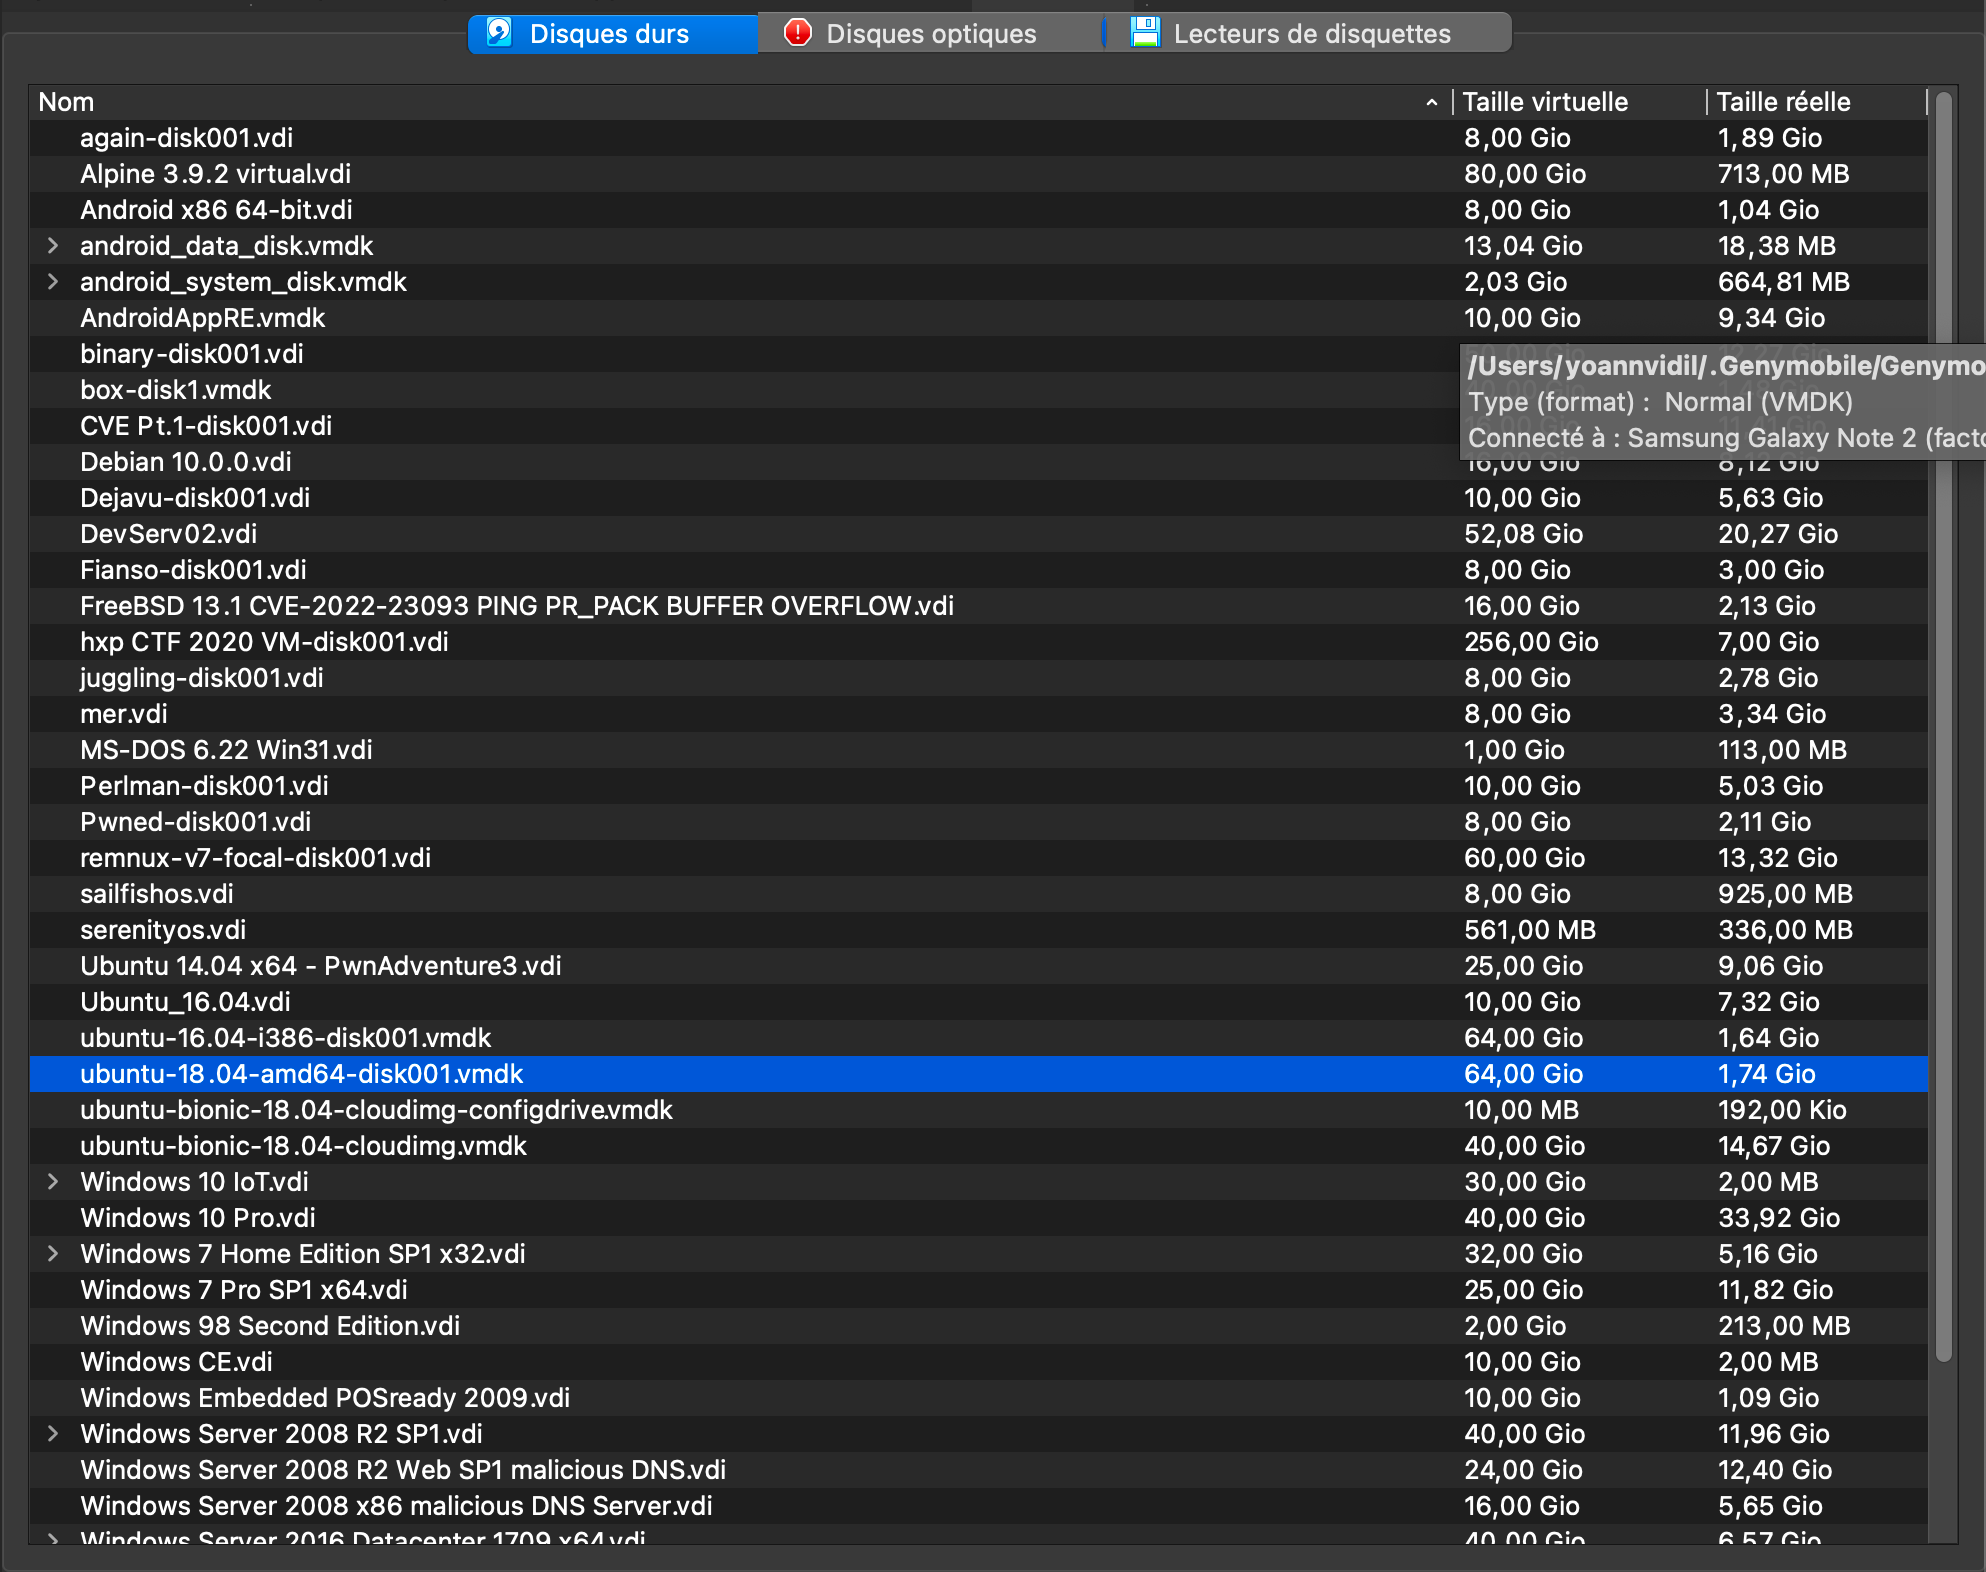 Disques durs Disques optiques Lecteurs de disquettes
Nom Taille virtuelle Taille réelle
again-disk001.vdi 8,00 Gio 1,89 Gio
Alpine 3.9.2 virtual.vdi 80,00 Gio 713,00 MB
Android x86 64-bit.vdi 8,00 Gio 1,04 Gio
android_data_disk.vmdk 13,04 Gio 18,38 MB
android_system_disk.vmdk 2,03 Gio 664,81 MB
AndroidAppRE.vmdk 10,00 Gio 9,34 Gio
binary-disk001.vdi
/Users/yoannvidil/.Genymobile/Genymo
box-disk1.vmdk
Type (format) : Normal (VMDK)
CVE Pt.1-disk001.vdi
Connecté à : Samsung Galaxy Note 2 (facto
Debian 10.0.0.vdi 16,00 Gio 8,12 Gio
Dejavu-disk001.vdi 10,00 Gio 5,63 Gio
DevServ02.vdi 52,08 Gio 20,27 Gio
Fianso-disk001.vdi 8,00 Gio 3,00 Gio
FreeBSD 13.1 CVE-2022-23093 PING PR_PACK BUFFER OVERFLOW.vdi 16,00 Gio 2,13 Gio
hxp CTF 2020 VM-disk001.vdi 256,00 Gio 7,00 Gio
juggling-disk001.vdi 8,00 Gio 2,78 Gio
mer.vdi 8,00 Gio 3,34 Gio
MS-DOS 6.22 Win31.vdi 1,00 Gio 113,00 MB
Perlman-disk001.vdi 10,00 Gio 5,03 Gio
Pwned-disk001.vdi 8,00 Gio 2,11 Gio
remnux-v7-focal-disk001.vdi 60,00 Gio 13,32 Gio
sailfishos.vdi 8,00 Gio 925,00 MB
serenityos.vdi 561,00 MB 336,00 MB
Ubuntu 14.04 x64 - PwnAdventure3.vdi 25,00 Gio 9,06 Gio
Ubuntu_16.04.vdi 10,00 Gio 7,32 Gio
ubuntu-16.04-i386-disk001.vmdk 64,00 Gio 1,64 Gio
ubuntu-18.04-amd64-disk001.vmdk 64,00 Gio 1,74 Gio
ubuntu-bionic-18.04-cloudimg-configdrive.vmdk 10,00 MB 192,00 Kio
ubuntu-bionic-18.04-cloudimg.vmdk 40,00 Gio 14,67 Gio
Windows 10 IoT.vdi 30,00 Gio 2,00 MB
Windows 10 Pro.vdi 40,00 Gio 33,92 Gio
Windows 7 Home Edition SP1 x32.vdi 32,00 Gio 5,16 Gio
Windows 7 Pro SP1 x64.vdi 25,00 Gio 11,82 Gio
Windows 98 Second Edition.vdi 2,00 Gio 213,00 MB
Windows CE.vdi 10,00 Gio 2,00 MB
Windows Embedded POSready 2009.vdi 10,00 Gio 1,09 Gio
Windows Server 2008 R2 SP1.vdi 40,00 Gio 11,96 Gio
Windows Server 2008 R2 Web SP1 malicious DNS.vdi 24,00 Gio 12,40 Gio
Windows Server 2008 x86 malicious DNS Server.vdi 16,00 Gio 5,65 Gio
Windows Server 2016 Datacenter 1709 x64.vdi 40,00 Gio 6,57 Gio